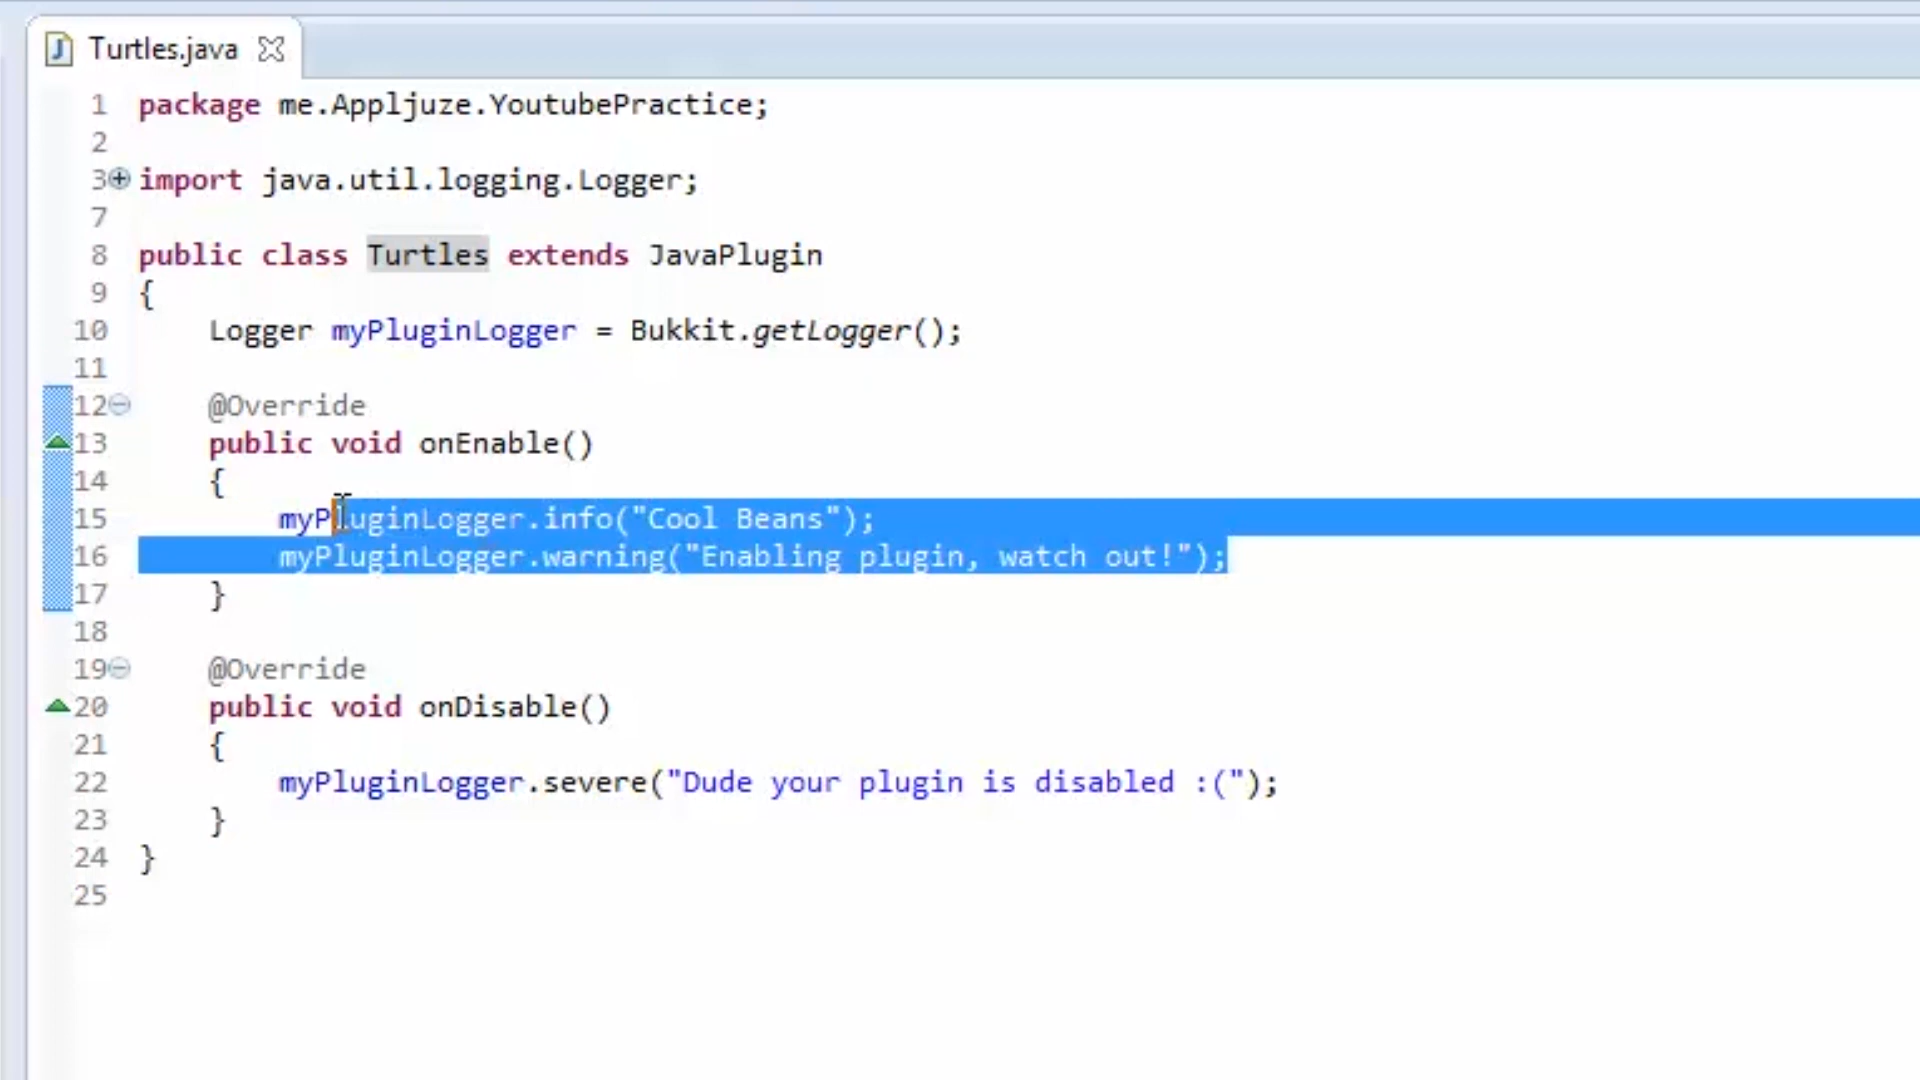 Turtles.java
1 package me.Appljuze.YoutubePractice;
2
3 import java.util.logging.Logger;
7
8 public class Turtles extends JavaPlugin
9 {
10 Logger myPluginLogger = Bukkit.getLogger();
11
12 @Override
13 public void onEnable()
14 {
15 myPluginLogger.info("Cool Beans");
16 myPluginLogger.warning("Enabling plugin, watch out!");
17 }
18
19 @Override
20 public void onDisable()
21 {
22 myPluginLogger.severe("Dude your plugin is disabled :(");
23 }
24 }
25